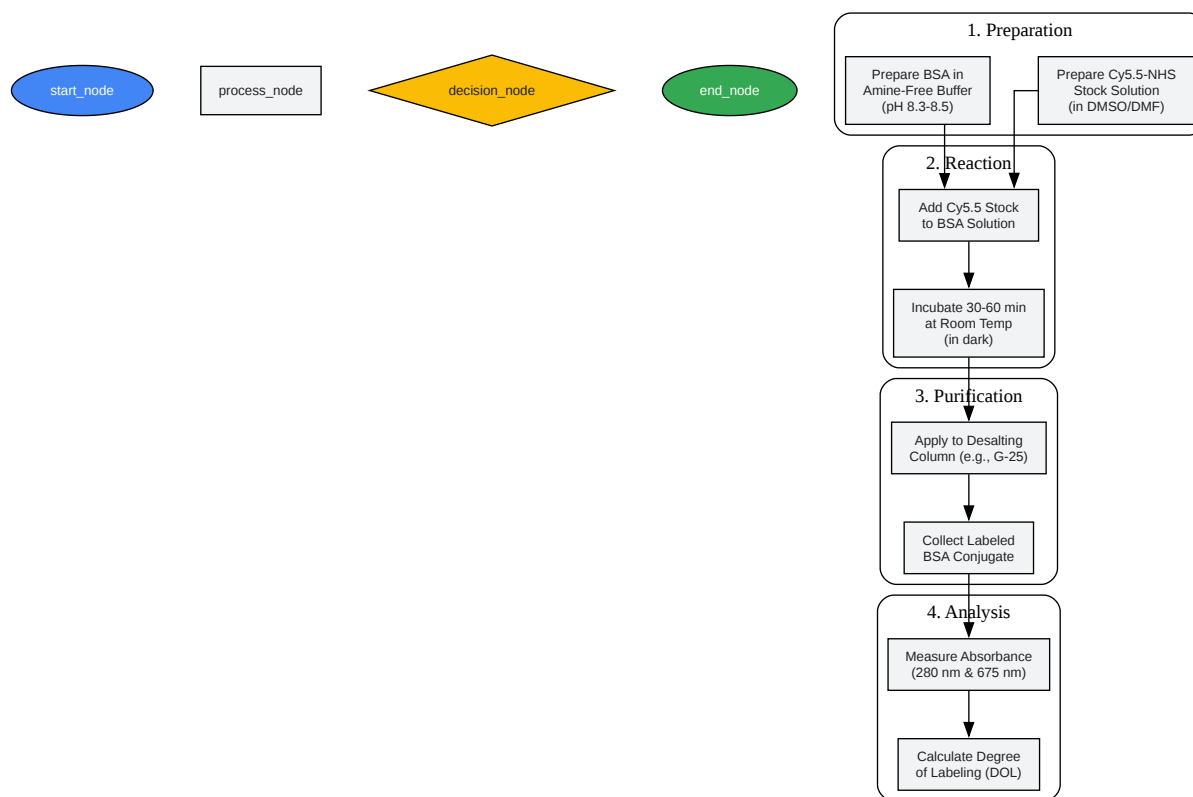 start_node
process_node
decision_node
end_node
1. Preparation
Prepare BSA in
Amine-Free Buffer
(pH 8.3-8.5)
Prepare Cy5.5-NHS
Stock Solution
(in DMSO/DMF)
2. Reaction
Add Cy5.5 Stock
to BSA Solution
Incubate 30-60 min
at Room Temp
(in dark)
3. Purification
Apply to Desalting
Column (e.g., G-25)
Collect Labeled
BSA Conjugate
4. Analysis
Measure Absorbance
(280 nm & 675 nm)
Calculate Degree
of Labeling (DOL)